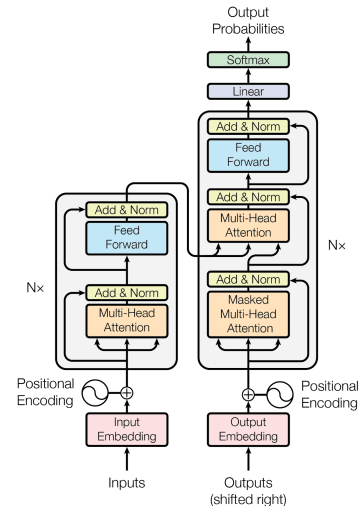 Output
Probabilities
Softmax
Linear
Add & Norm
Feed
Forward
Add & Norm
Multi-Head
Attention
Add & Norm
Masked
Multi-Head
Attention
N×
Add & Norm
Feed
Forward
N×
Add & Norm
Multi-Head
Attention
Positional
Encoding
Positional
Encoding
Input
Embedding
Output
Embedding
Inputs
Outputs
(shifted right)